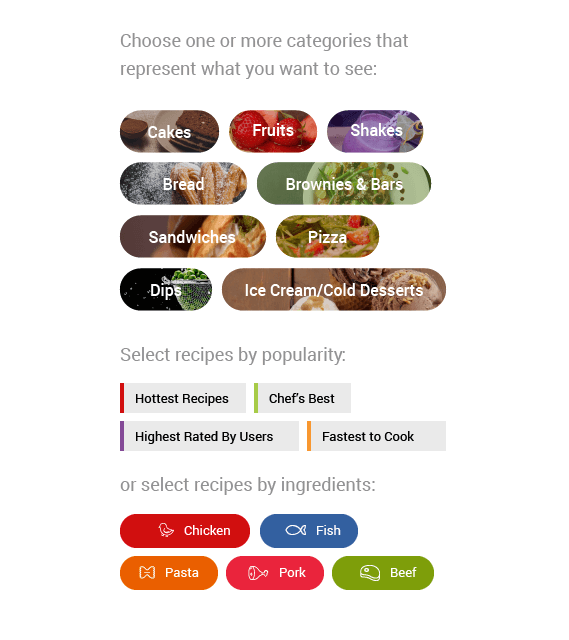 Choose one or more categories that
represent what you want to see:
Cakes
Fruits
Shakes
Bread
Brownies & Bars
Sandwiches
Pizza
Dips
Ice Cream/Cold Desserts
Select recipes by popularity:
Hottest Recipes
Chef's Best
Highest Rated By Users
Fastest to Cook
or select recipes by ingredients:
Chicken
Fish
Pasta
Pork
Beef